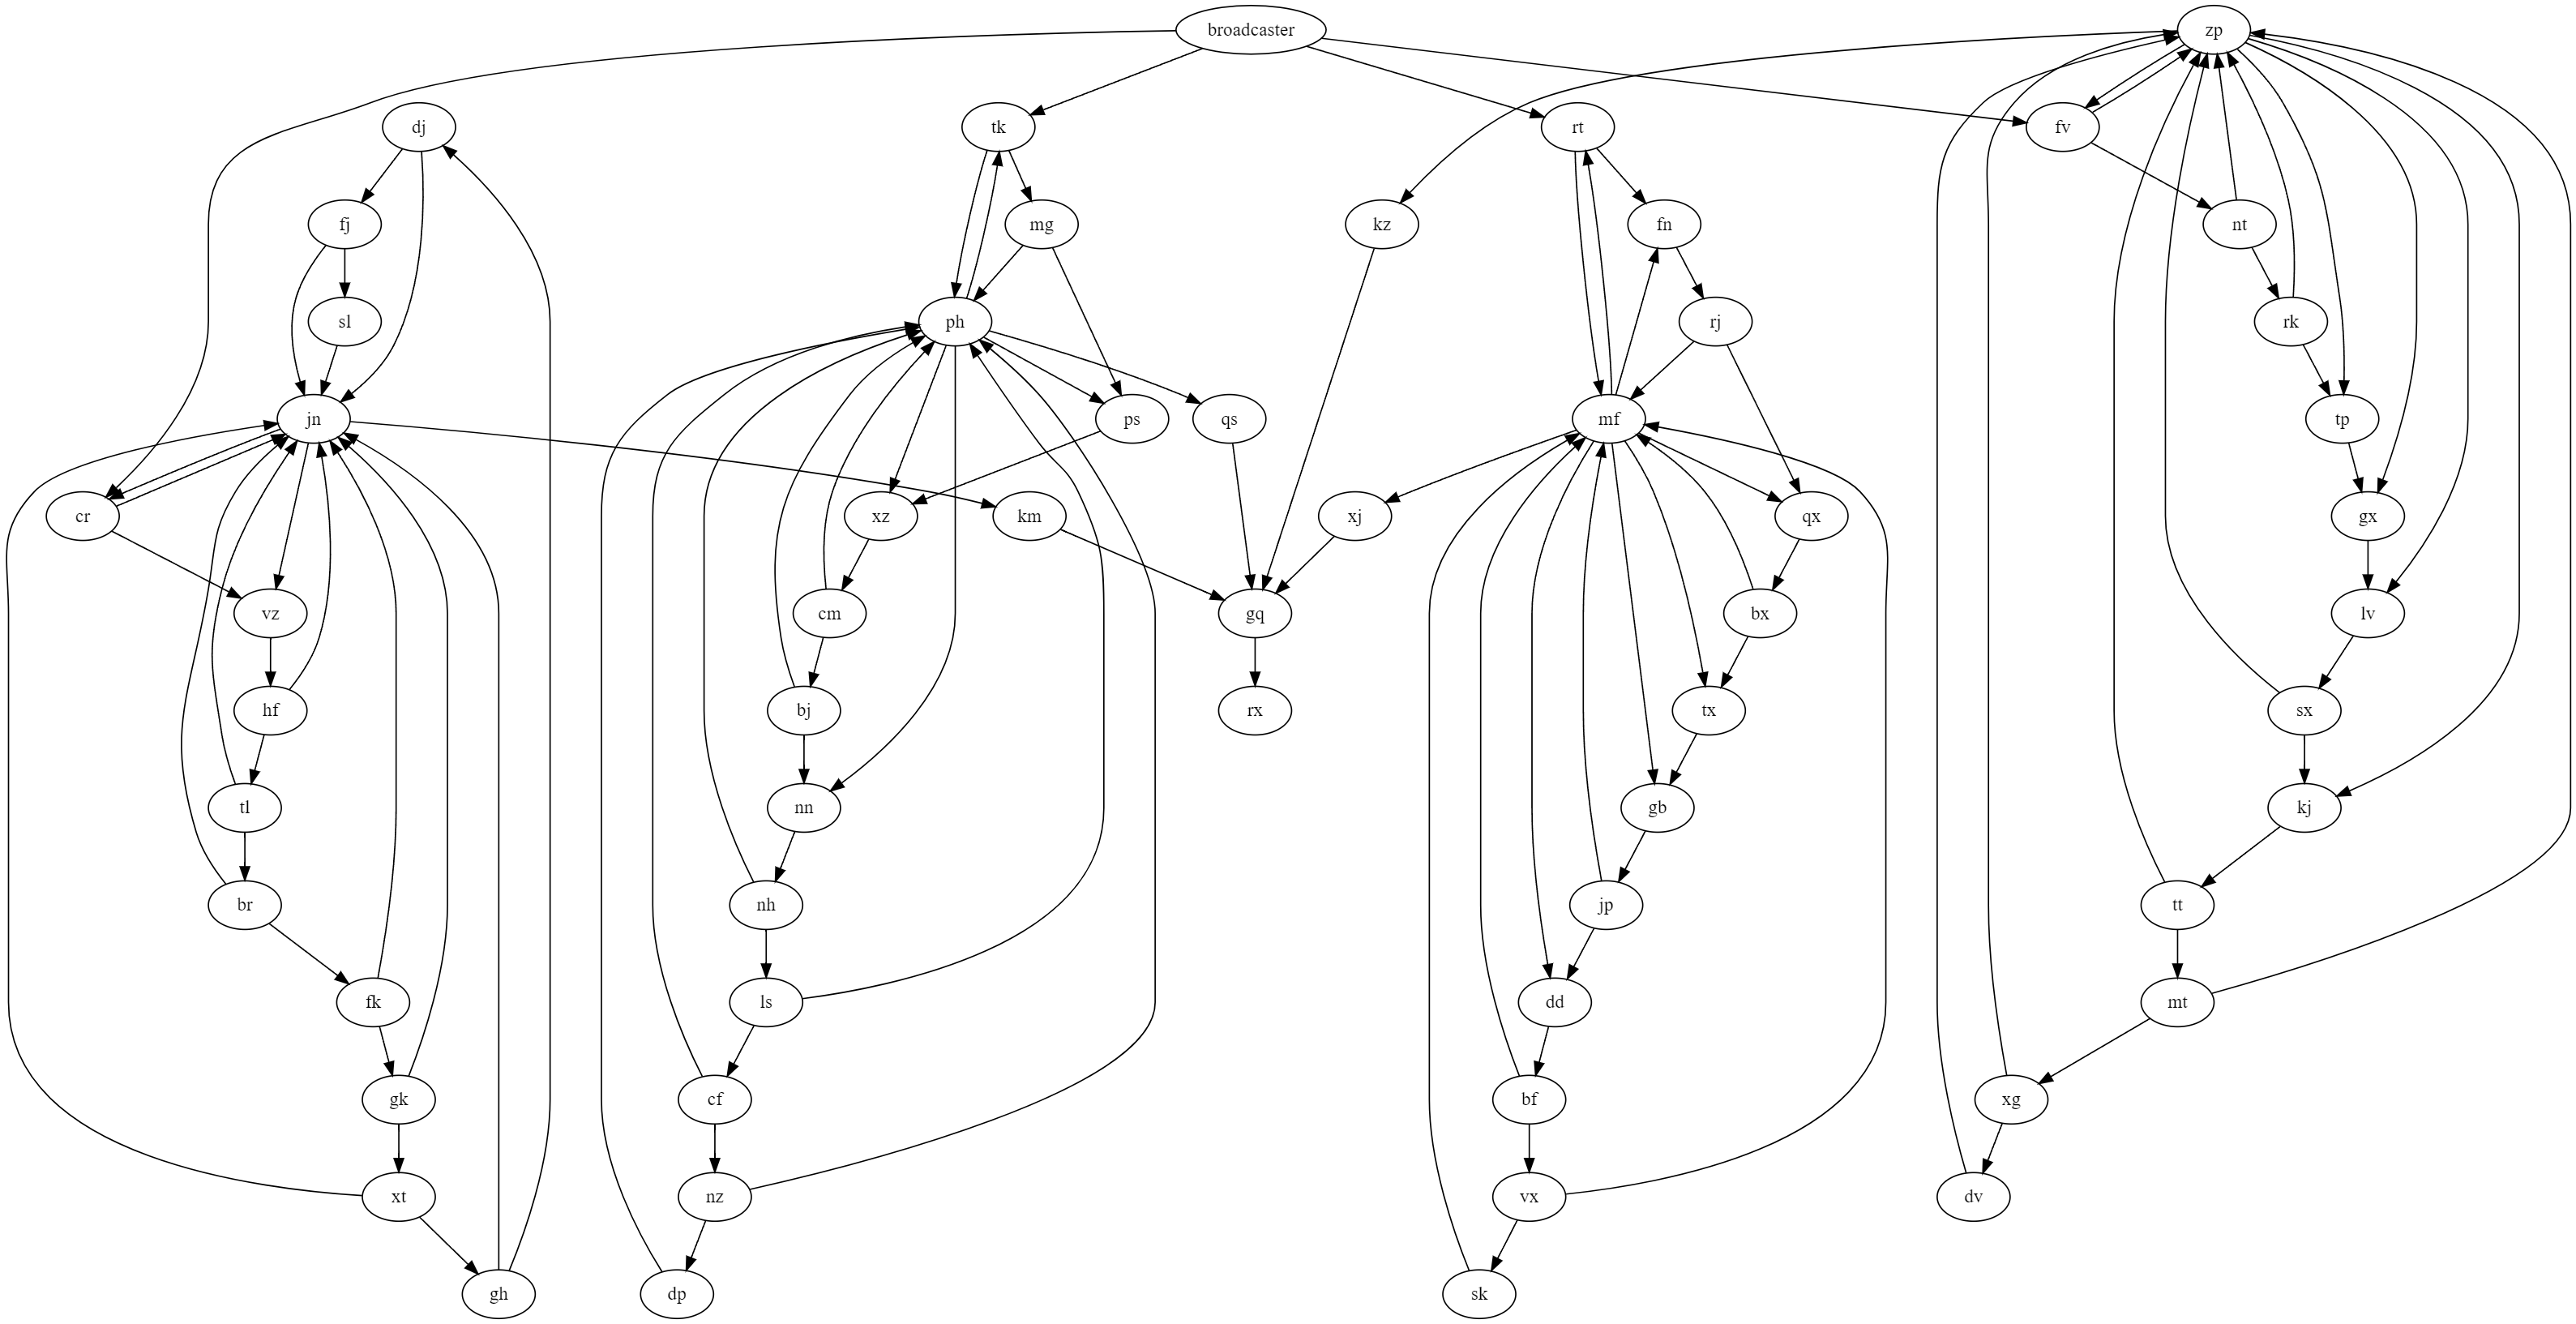 broadcaster
zp
dj
tk
rt
fv
fj
mg
kz
fn
nt
sl
ph
rj
rk
jn
ps
qs
mf
tp
cr
xz
km
xj
qx
gx
vz
cm
gq
bx
lv
hf
bj
rx
tx
sx
tl
nn
gb
kj
br
nh
jp
tt
fk
ls
dd
mt
gk
cf
bf
xg
xt
nz
vx
dv
gh
dp
sk